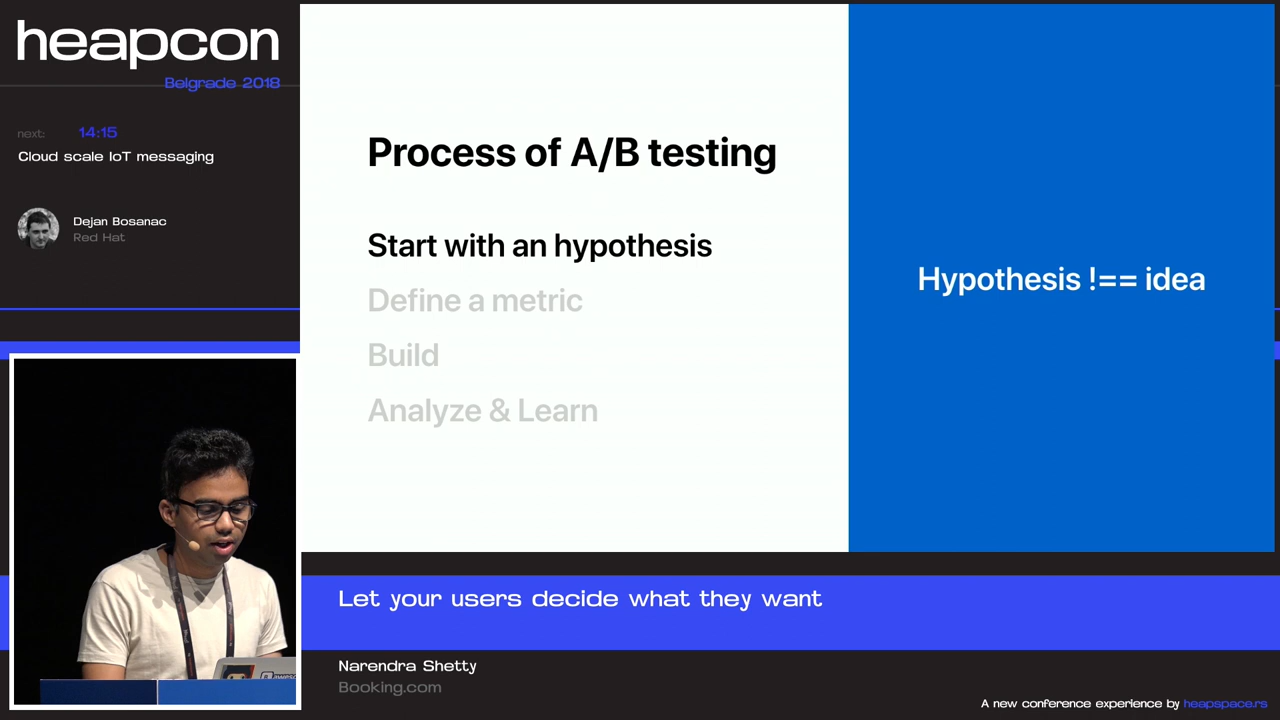 heapcon
Belgrade 2018
next: 14:15
Cloud scale IoT messaging
Dejan Bosanac
Red Hat
Process of A/B testing
Start with an hypothesis
Define a metric
Build
Analyze & Learn
Hypothesis !== idea
Let your users decide what they want
Narendra Shetty
Booking.com
A new conference experience by heapspace.rs